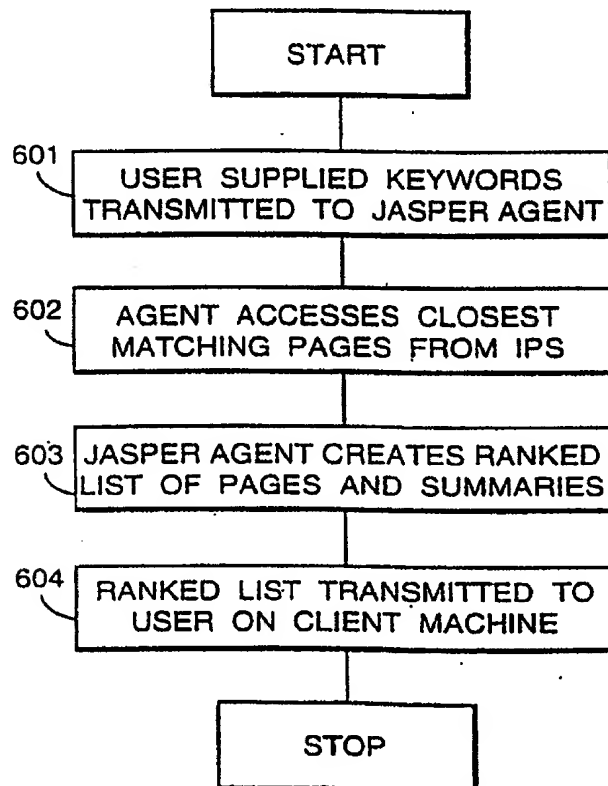 START
601
USER SUPPLIED KEYWORDS
TRANSMITTED TO JASPER AGENT
602
AGENT ACCESSES CLOSEST
MATCHING PAGES FROM IPS
603
JASPER AGENT CREATES RANKED
LIST OF PAGES AND SUMMARIES
604
RANKED LIST TRANSMITTED TO
USER ON CLIENT MACHINE
STOP